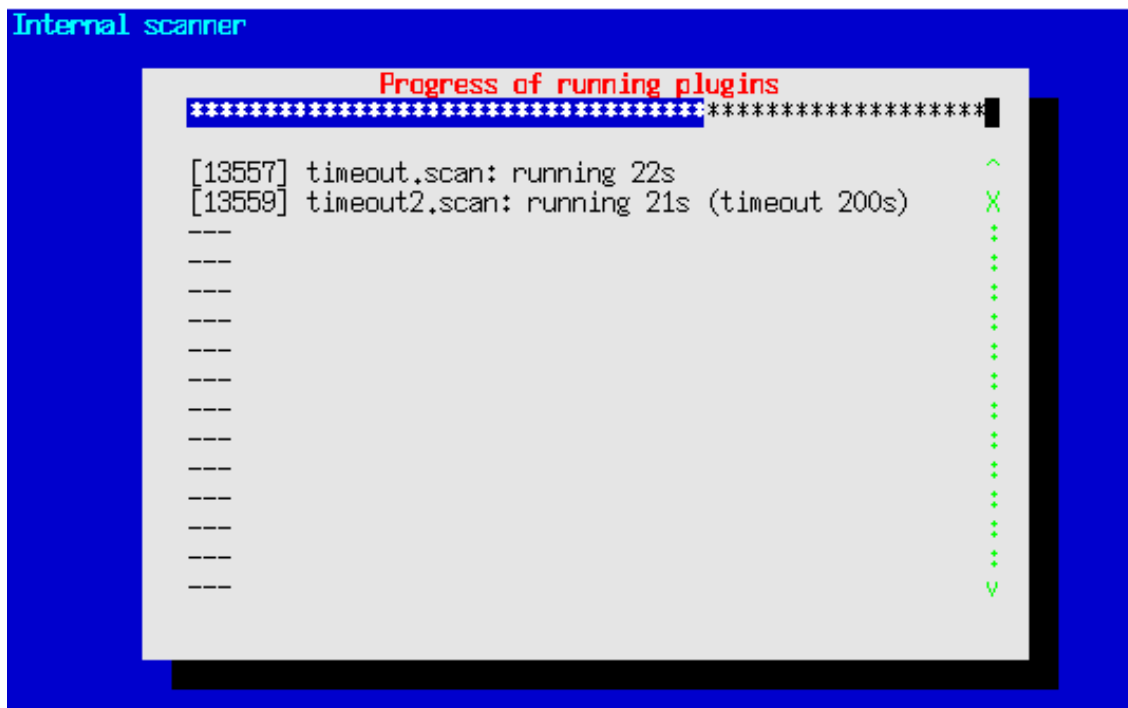 Internal scanner
Progress of running plugins
******************************************************
[13557] timeout.scan: running 22s ^
[13559] timeout2.scan: running 21s (timeout 200s) X
--- :
--- :
--- :
--- :
--- :
--- :
--- :
--- :
--- :
--- :
--- :
--- :
--- v